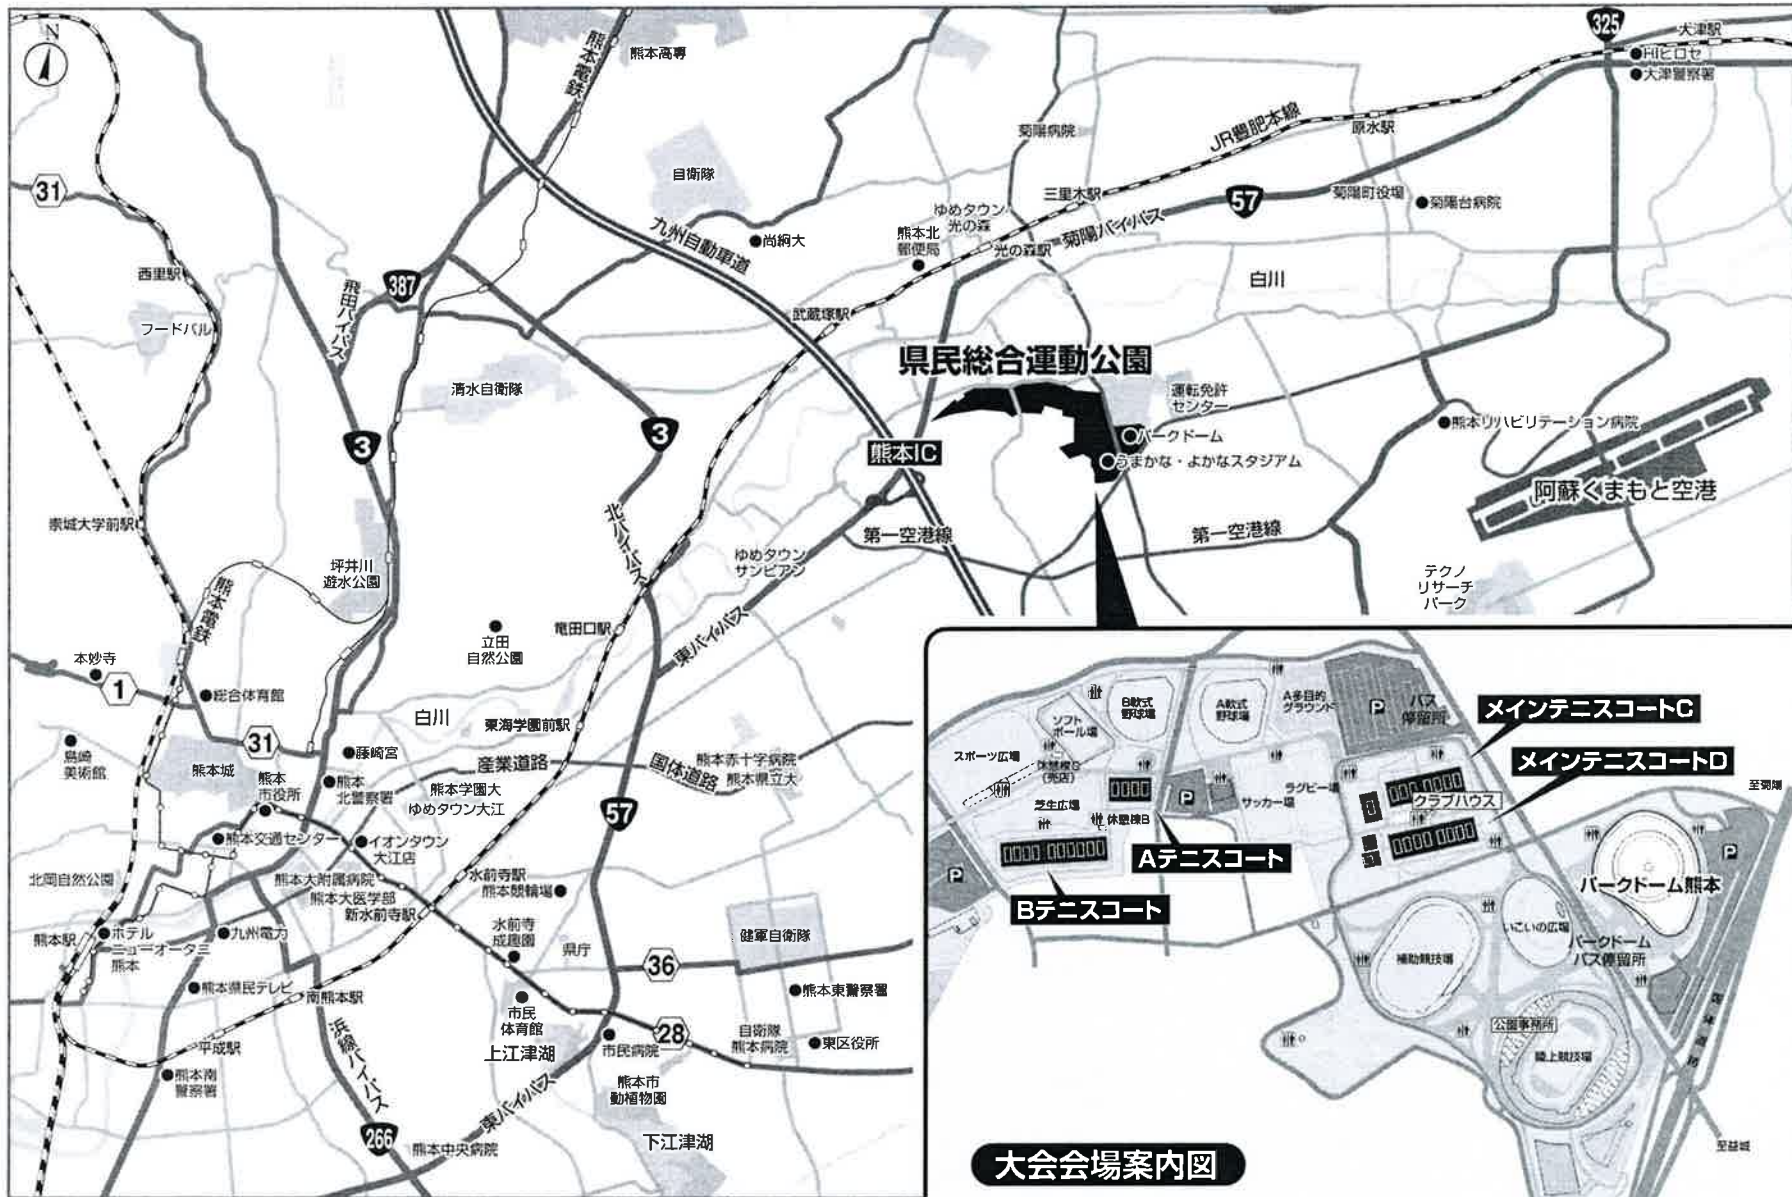 N
熊本電鉄
熊本高専
325
大津駅
HIヒロセ
大津警察署
菊陽病院
JR豊肥本線
原水駅
自衛隊
31
三里木駅
57
菊陽町役場
菊陽台病院
ゆめタウン
光の森
九州自動車道
尚絅大
熊本北
郵便局
光の森駅
菊陽バイパス
西里駅
387
白川
飛田バイパス
武蔵塚駅
フードパル
県民総合運動公園
清水自衛隊
運転免許
センター
3
3
熊本IC
パークドーム
うまかな・よかなスタジアム
熊本リハビリテーション病院
阿蘇くまもと空港
崇城大学前駅
北バイパス
第一空港線
第一空港線
坪井川
遊水公園
ゆめタウン
サンピアン
テクノ
リサーチ
パーク
熊本電鉄
立田
自然公園
竜田口駅
東バイパス
本妙寺
1
総合体育館
白川
東海学園前駅
31
藤崎宮
島崎
美術館
熊本城
産業道路
国体道路
熊本赤十字病院
熊本県立大
熊本
市役所
熊本
北警察署
熊本学園大
ゆめタウン大江
57
熊本交通センター
イオンタウン
大江店
北岡自然公園
熊本大附属病院
熊本大医学部
水前寺駅
熊本競輪場
新水前寺駅
熊本駅
ホテル
ニューオータニ
熊本
九州電力
水前寺
成趣園
県庁
健軍自衛隊
36
熊本県民テレビ
南熊本駅
熊本東警察署
市民
体育館
28
自衛隊
熊本病院
平成駅
浜線バイパス
上江津湖
市民病院
東区役所
熊本南
警察署
熊本市
動植物園
東バイパス
266
熊本中央病院
下江津湖
B軟式
野球場
A軟式
野球場
A多目的
グラウンド
P
バス
停留所
メインテニスコートC
ソフト
ボール場
スポーツ広場
休憩棟C
(売店)
メインテニスコートD
ラグビー場
P
サッカー場
クラブハウス
至菊陽
芝生広場
休憩棟B
Aテニスコート
P
P
パークドーム熊本
Bテニスコート
いこいの広場
補助競技場
パークドーム
バス停留所
公園事務所
陸上競技場
国体道路
至益城
大会会場案内図